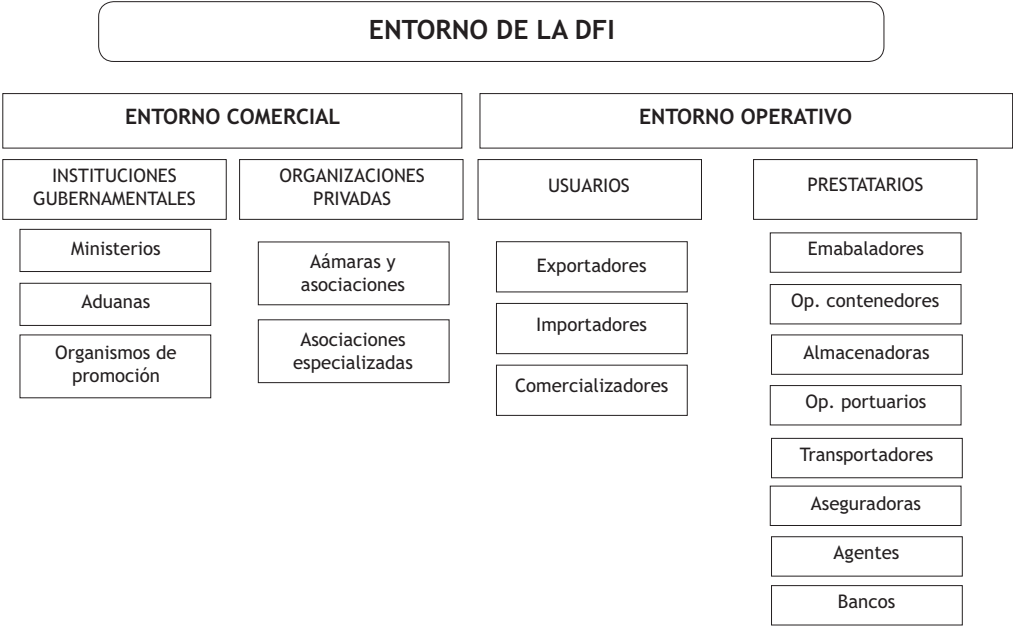 ENTORNO DE LA DFI
ENTORNO COMERCIAL
ENTORNO OPERATIVO
INSTITUCIONES
GUBERNAMENTALES
ORGANIZACIONES
PRIVADAS
USUARIOS
PRESTATARIOS
Ministerios
Aduanas
Organismos de
promoción
Aámaras y
asociaciones
Asociaciones
especializadas
Exportadores
Importadores
Comercializadores
Emabaladores
Op. contenedores
Almacenadoras
Op. portuarios
Transportadores
Aseguradoras
Agentes
Bancos